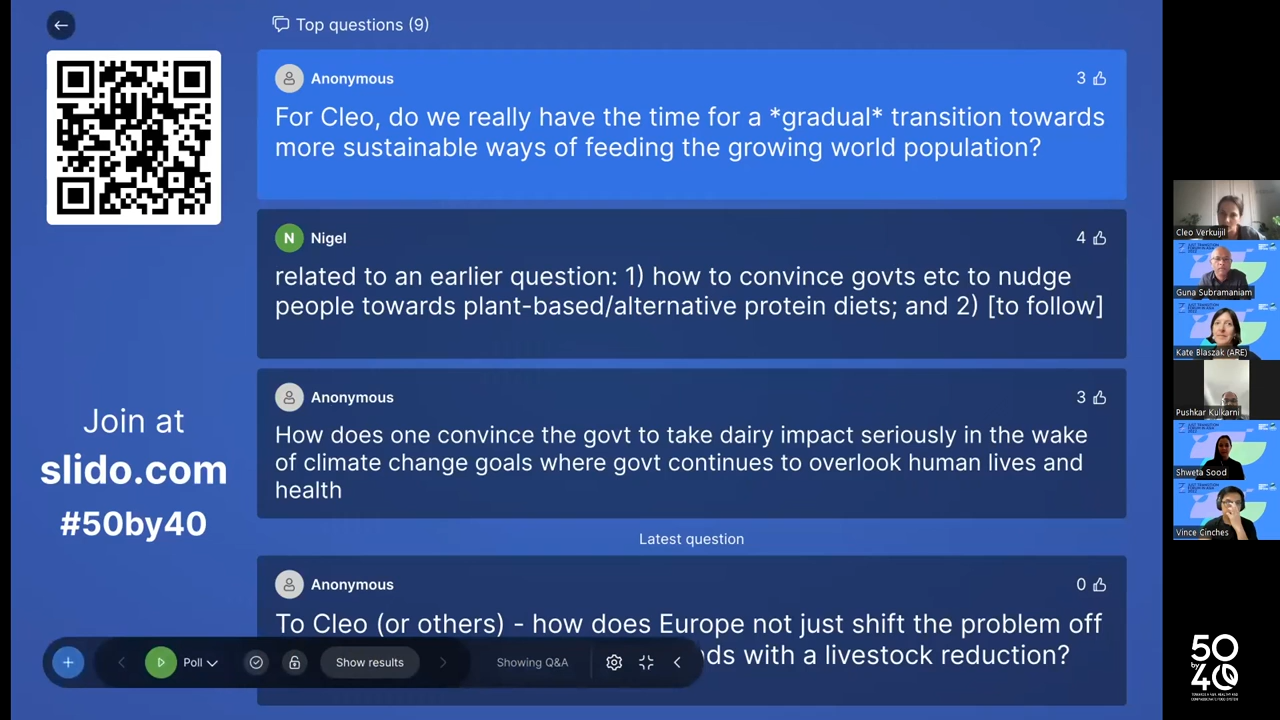 Top questions (9)
Anonymous
3
For Cleo, do we really have the time for a *gradual* transition towards
more sustainable ways of feeding the growing world population?
N
Nigel
4
related to an earlier question: 1) how to convince govts etc to nudge
people towards plant-based/alternative protein diets; and 2) [to follow]
Anonymous
3
How does one convince the govt to take dairy impact seriously in the wake
of climate change goals where govt continues to overlook human lives and
health
Latest question
Anonymous
0
To Cleo (or others) - how does Europe not just shift the problem off
with a livestock reduction?
Join at
slido.com
#50by40
Poll
Show results
Showing Q&A
Cleo Verkuijl
Guna Subramaniam
Kate Blaszak (ARE)
Pushkar Kulkarni
Shweta Sood
Vince Cinches
50
by
40